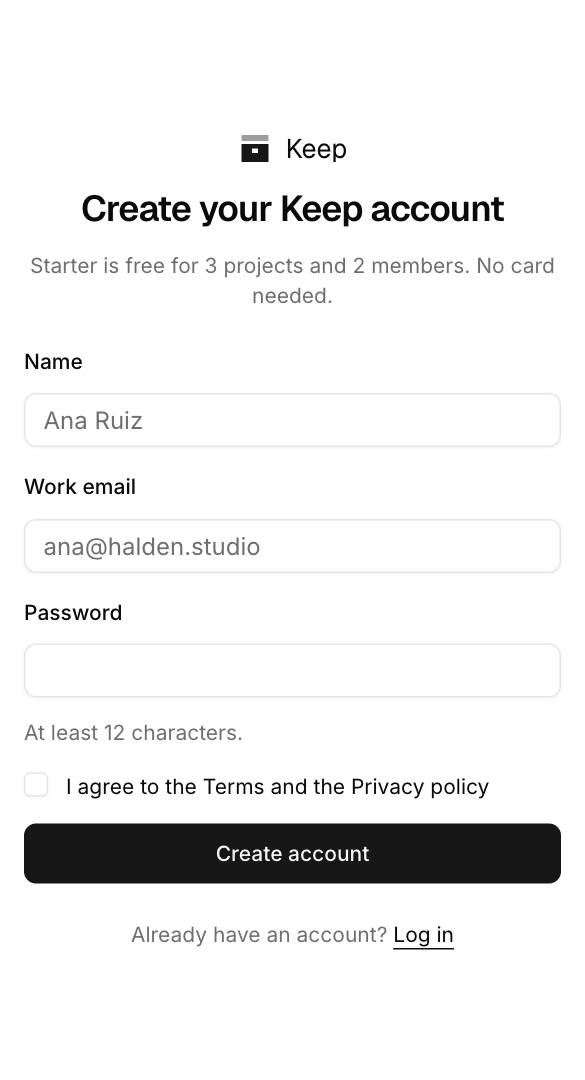 Keep
Create your Keep account
Starter is free for 3 projects and 2 members. No card
needed.
Name
Ana Ruiz
Work email
ana@halden.studio
Password
At least 12 characters.
I agree to the Terms and the Privacy policy
Create account
Already have an account? Log in